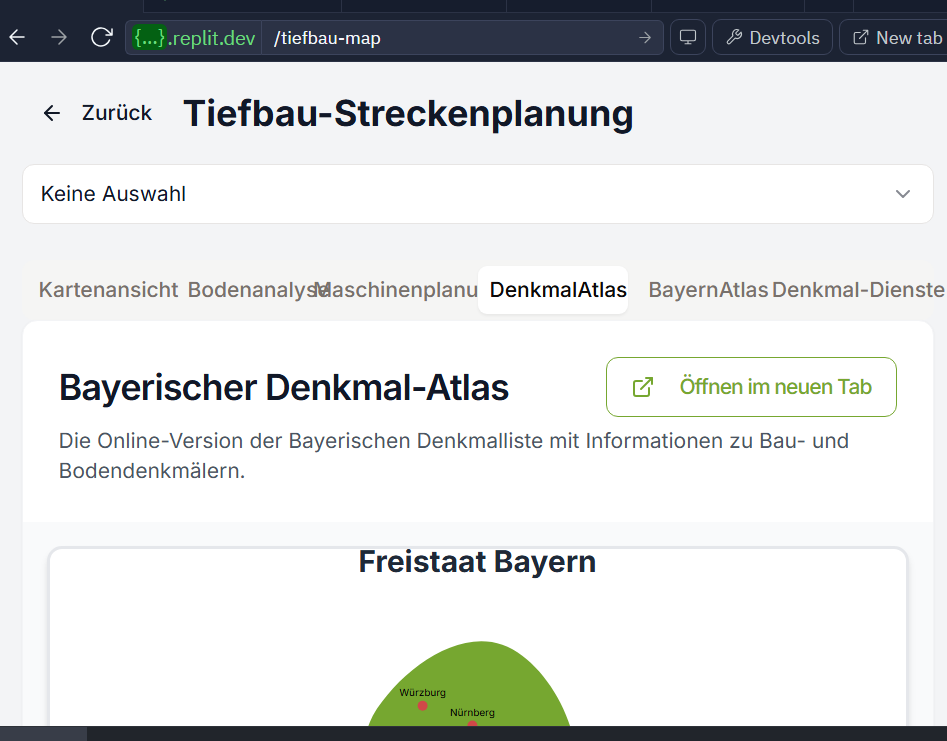 {...}.replit.dev /tiefbau-map Devtools New tab
Zurück Tiefbau-Streckenplanung
Keine Auswahl
Kartenansicht Bodenanalyse Maschinenplanu DenkmalAtlas BayernAtlas Denkmal-Dienste
Bayerischer Denkmal-Atlas Öffnen im neuen Tab
Die Online-Version der Bayerischen Denkmalliste mit Informationen zu Bau- und
Bodendenkmälern.
Freistaat Bayern
Würzburg
Nürnberg